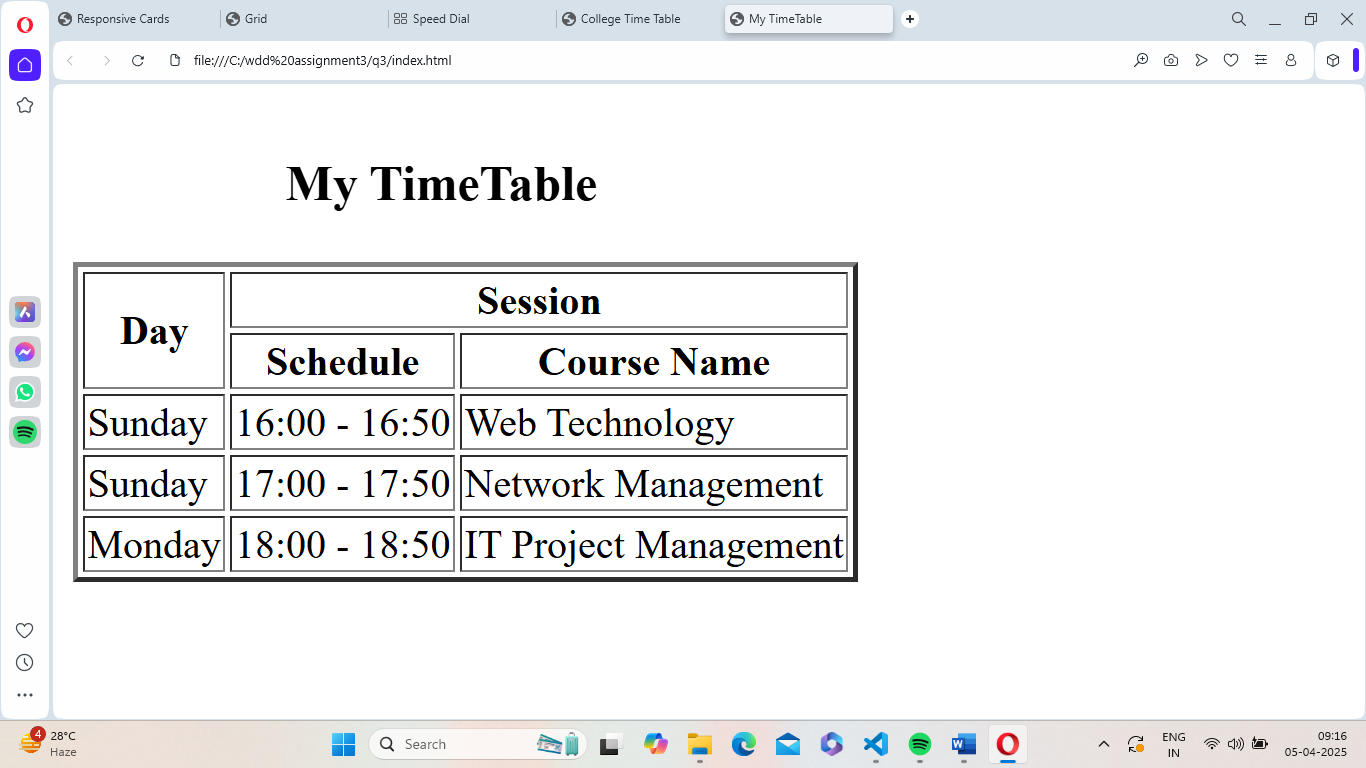 Responsive Cards
Grid
Speed Dial
College Time Table
My TimeTable
file:///C:/wdd%20assignment3/q3/index.html
My TimeTable
Day
Session
Schedule
Course Name
Sunday 16:00 - 16:50 Web Technology
Sunday 17:00 - 17:50 Network Management
Monday 18:00 - 18:50 IT Project Management
4
28°C
Haze
Search
ENG
IN
09:16
05-04-2025